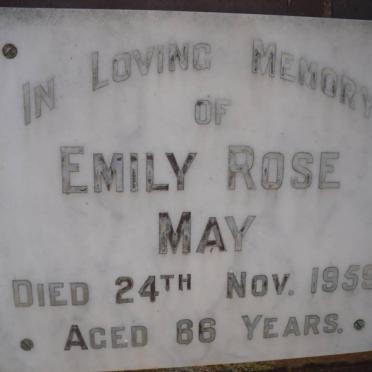 IN LOVING MEMORY
OF
EMILY ROSE
MAY
DIED 24TH NOV. 1959
• AGED 66 YEARS. •